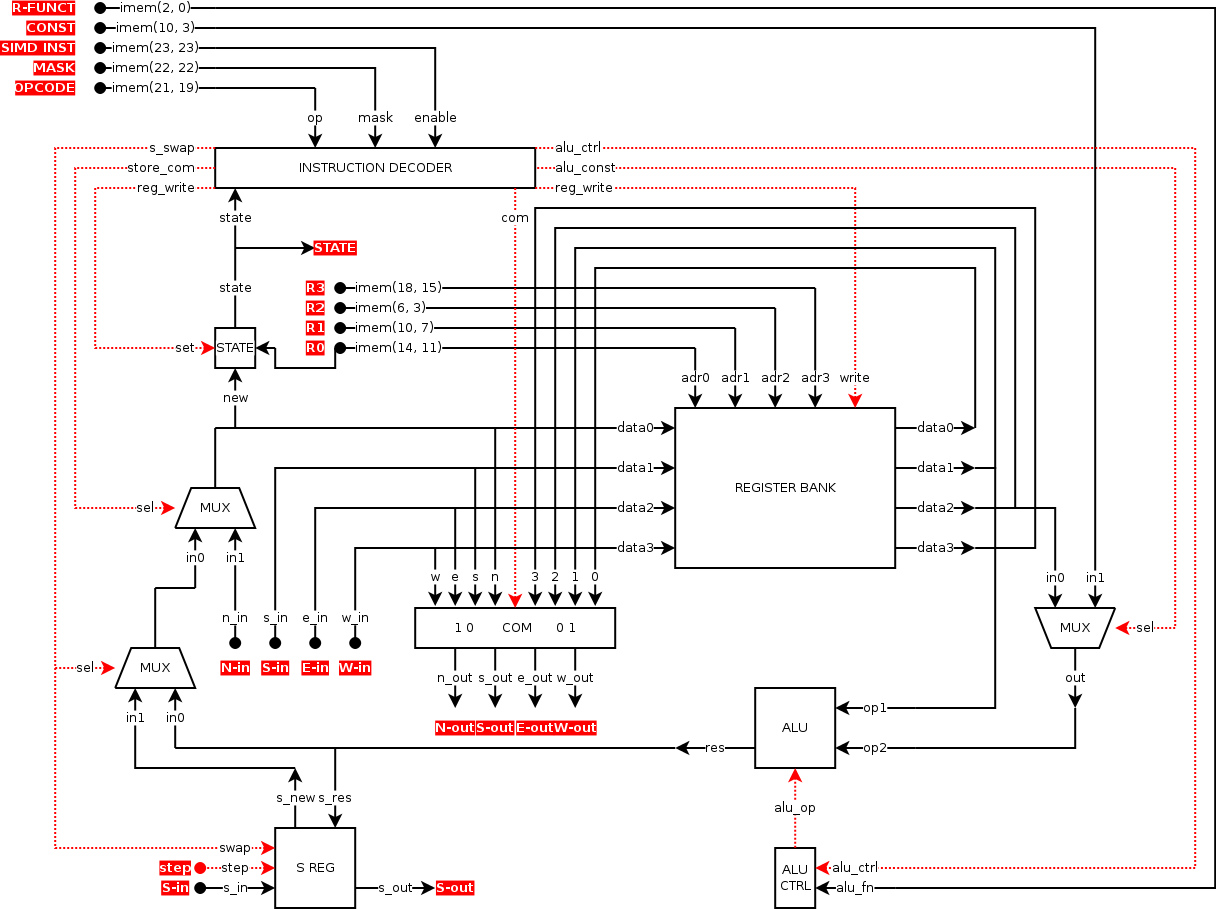 R-FUNCT imem(2, 0)
CONST imem(10, 3)
SIMD INST imem(23, 23)
MASK imem(22, 22)
OPCODE imem(21, 19)
op mask enable
s_swap alu_ctrl
store_com INSTRUCTION DECODER alu_const
reg_write reg_write
state com
STATE
state R3 imem(18, 15)
R2 imem(6, 3)
R1 imem(10, 7)
set STATE R0 imem(14, 11)
adr0 adr1 adr2 adr3 write
new
data0 data0
data1 data1
REGISTER BANK
sel MUX data2 data2
data3 data3
in0 in1
w e s n 3 2 1 0 in0 in1
n_in s_in e_in w_in
1 0 COM 0 1 MUX sel
sel MUX N-in S-in E-in W-in
n_out s_out e_out w_out out
in1 in0 op1
N-out S-out E-out W-out ALU
res op2
s_new s_res
alu_op
swap
step step S REG ALU alu_ctrl
S-in s_in s_out S-out CTRL alu_fn